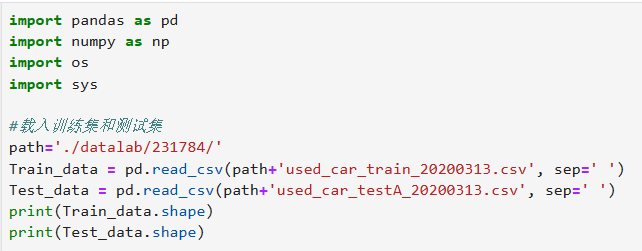 import pandas as pd
import numpy as np
import os
import sys
#载入训练集和测试集
path='./datalab/231784/'
Train_data = pd.read_csv(path+'used_car_train_20200313.csv', sep=' ')
Test_data = pd.read_csv(path+'used_car_testA_20200313.csv', sep=' ')
print(Train_data.shape)
print(Test_data.shape)